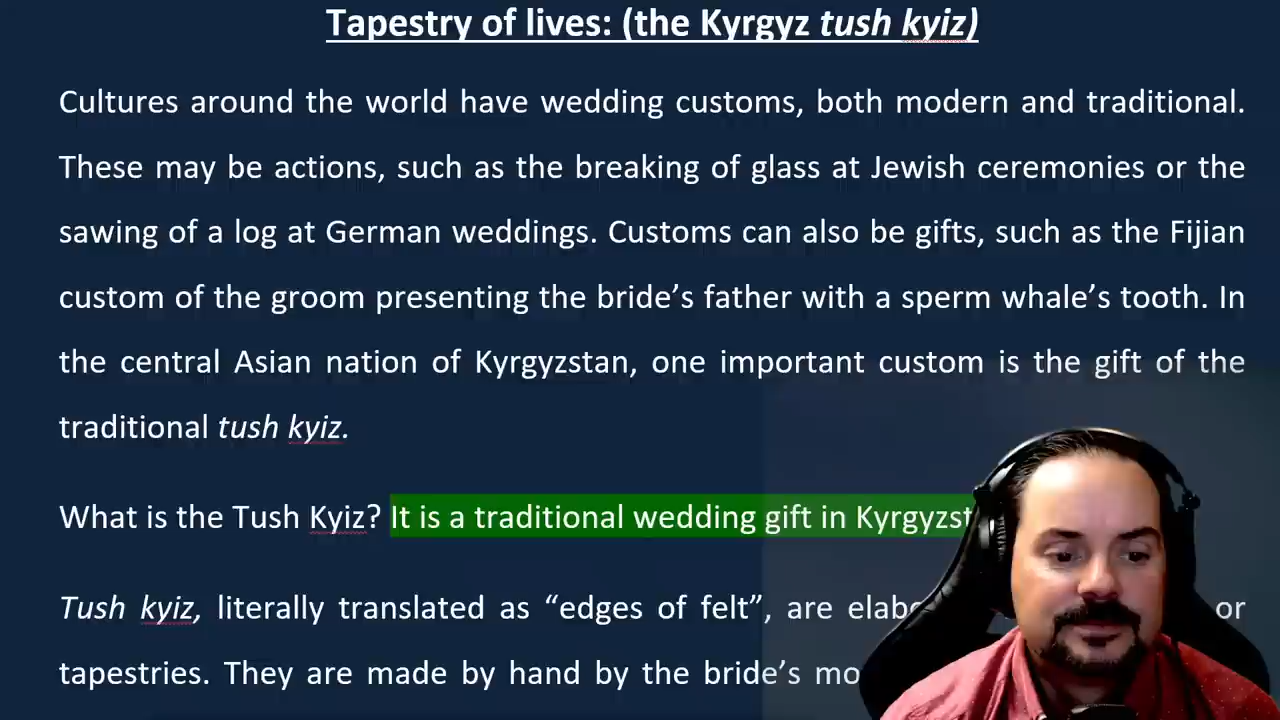 Tapestry of lives: (the Kyrgyz tush kyiz)
Cultures around the world have wedding customs, both modern and traditional.
These may be actions, such as the breaking of glass at Jewish ceremonies or the
sawing of a log at German weddings. Customs can also be gifts, such as the Fijian
custom of the groom presenting the bride’s father with a sperm whale’s tooth. In
the central Asian nation of Kyrgyzstan, one important custom is the gift of the
traditional tush kyiz.
What is the Tush Kyiz? It is a traditional wedding gift in
Tush kyiz, literally translated as “edges of felt”, are or
tapestries. They are made by hand by the bride’s